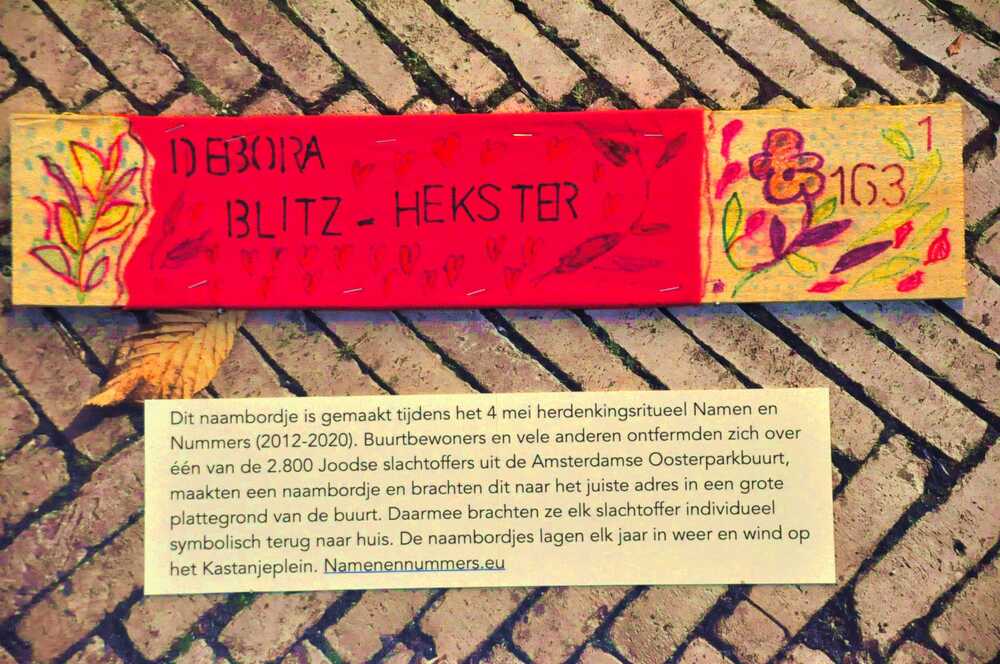 DEBORA
BLITZ - HEKSTER
1
163
Dit naambordje is gemaakt tijdens het 4 mei herdenkingsritueel Namen en
Nummers (2012-2020). Buurtbewoners en vele anderen ontfermden zich over
één van de 2.800 Joodse slachtoffers uit de Amsterdamse Oosterparkbuurt,
maakten een naambordje en brachten dit naar het juiste adres in een grote
plattegrond van de buurt. Daarmee brachten ze elk slachtoffer individueel
symbolisch terug naar huis. De naambordjes lagen elk jaar in weer en wind op
het Kastanjeplein. Namenennummers.eu